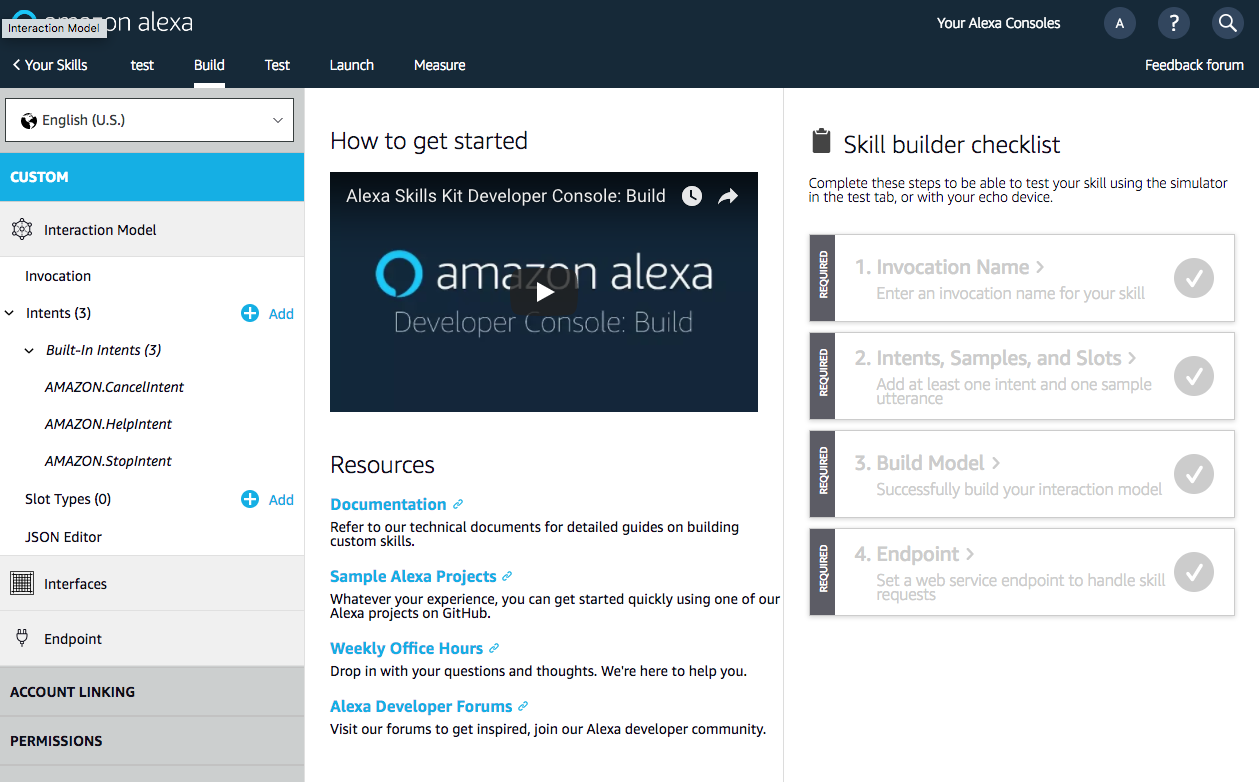 Interaction Model
amazon alexa
Your Alexa Consoles
A
?
Your Skills
test
Build
Test
Launch
Measure
Feedback forum
English (U.S.)
CUSTOM
Interaction Model
Invocation
Intents (3)
Add
Built-In Intents (3)
AMAZON.CancelIntent
AMAZON.HelpIntent
AMAZON.StopIntent
Slot Types (0)
Add
JSON Editor
Interfaces
Endpoint
ACCOUNT LINKING
PERMISSIONS
How to get started
Alexa Skills Kit Developer Console: Build
amazon alexa
Developer Console: Build
Resources
Documentation
Refer to our technical documents for detailed guides on building
custom skills.
Sample Alexa Projects
Whatever your experience, you can get started quickly using one of our
Alexa projects on GitHub.
Weekly Office Hours
Drop in with your questions and thoughts. We're here to help you.
Alexa Developer Forums
Visit our forums to get inspired, join our Alexa developer community.
Skill builder checklist
Complete these steps to be able to test your skill using the simulator
in the test tab, or with your echo device.
REQUIRED
1. Invocation Name
Enter an invocation name for your skill
REQUIRED
2. Intents, Samples, and Slots
Add at least one intent and one sample
utterance
REQUIRED
3. Build Model
Successfully build your interaction model
REQUIRED
4. Endpoint
Set a web service endpoint to handle skill
requests